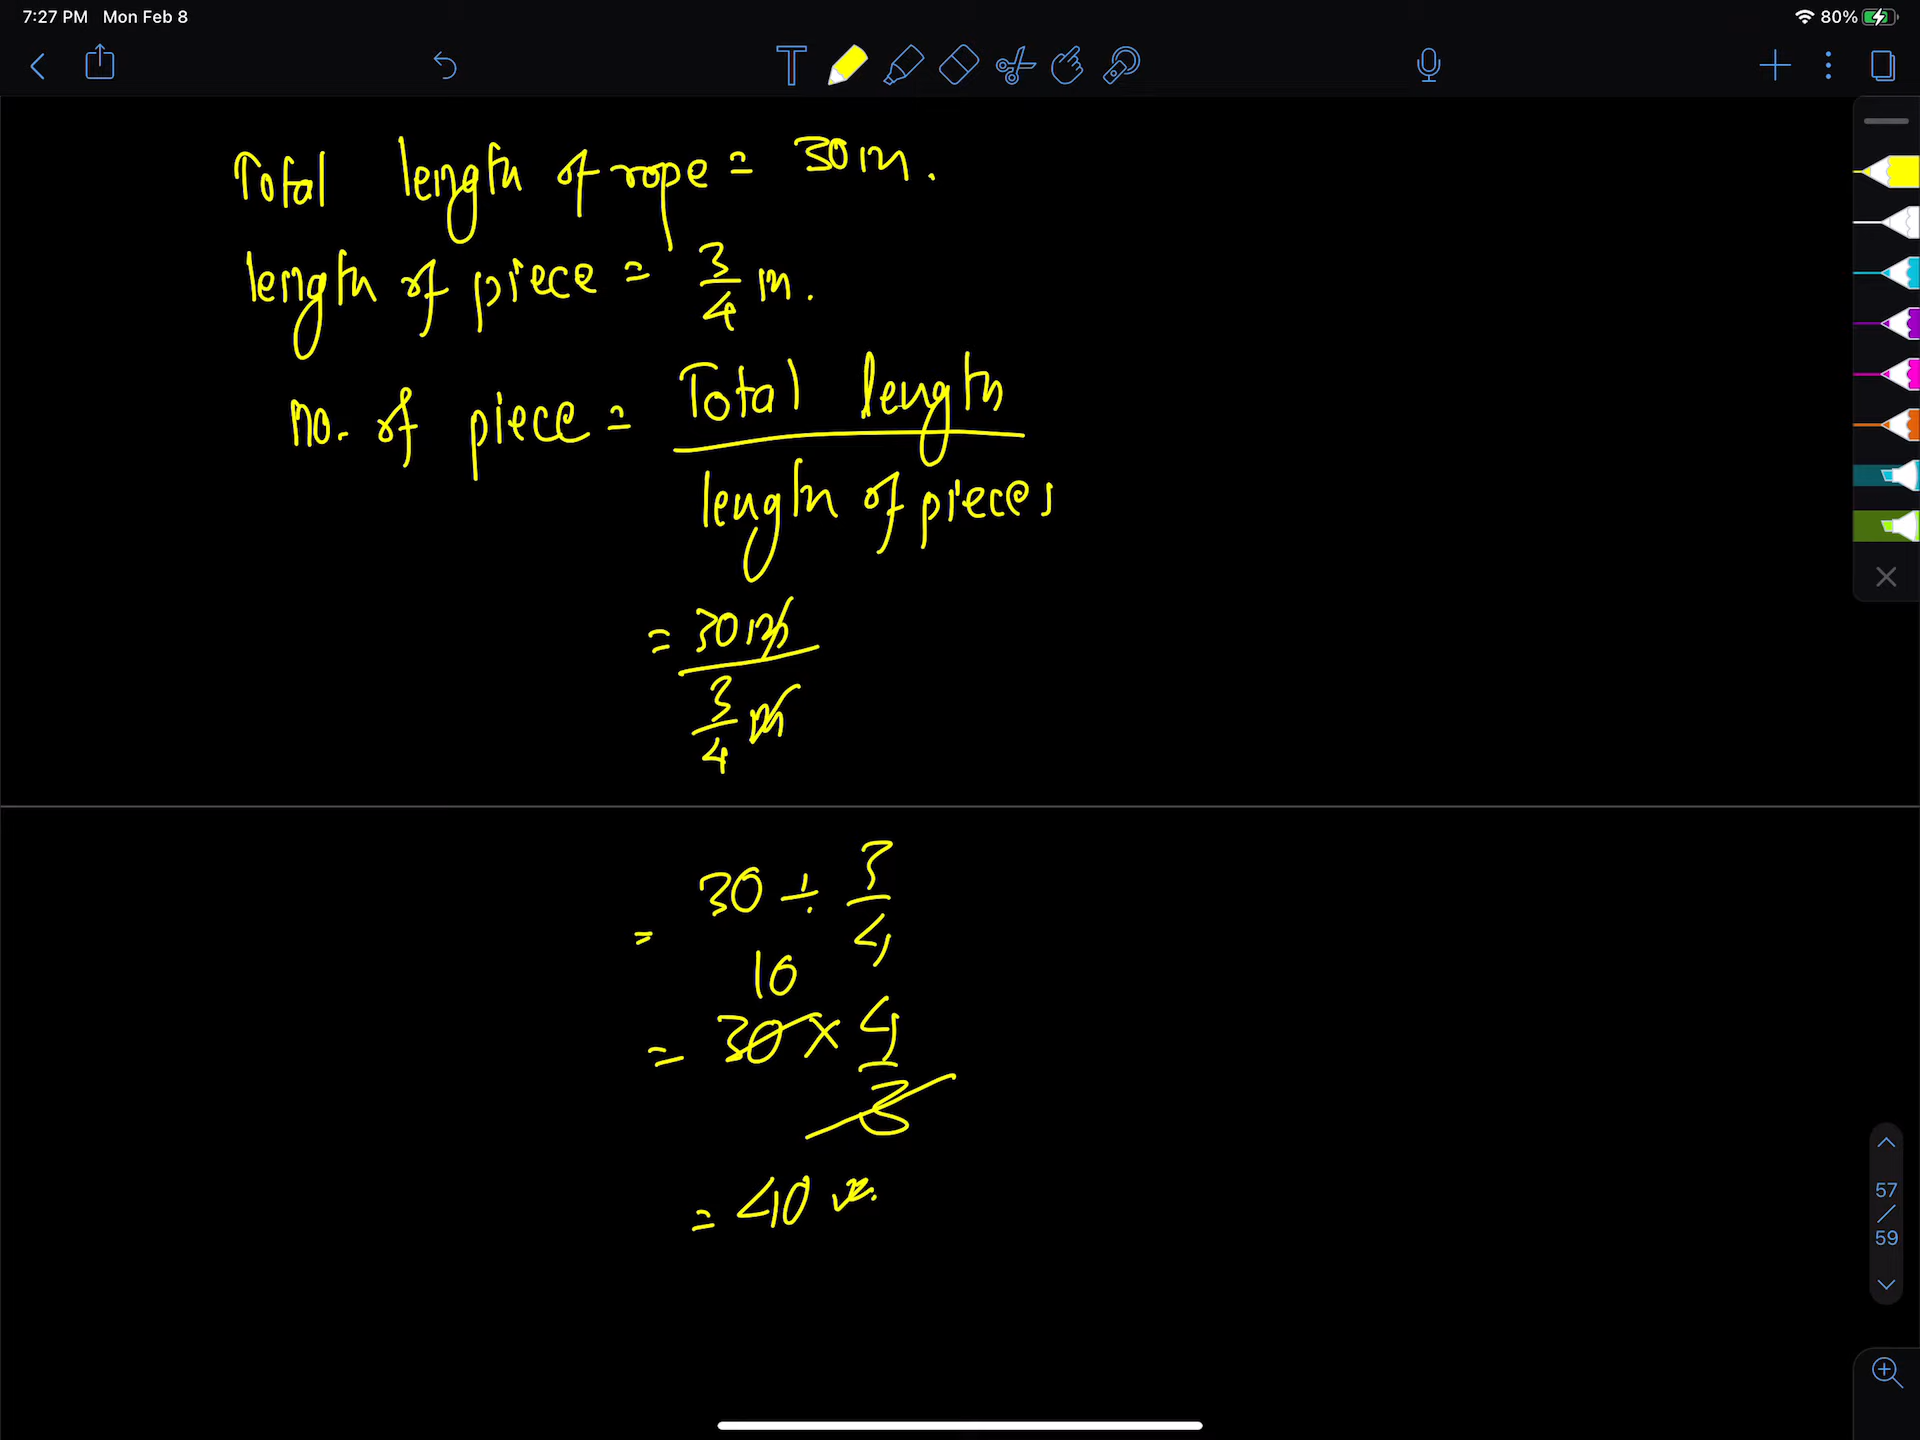 7:27 PM Mon Feb 8
80%
Total length of rope = 30 m.
length of piece = 3/4 m.
no. of piece = Total length
length of pieces
= 30 m
3/4 m
= 30 ÷ 3/4
10
= 30 × 4/3
= 40
57
/
59